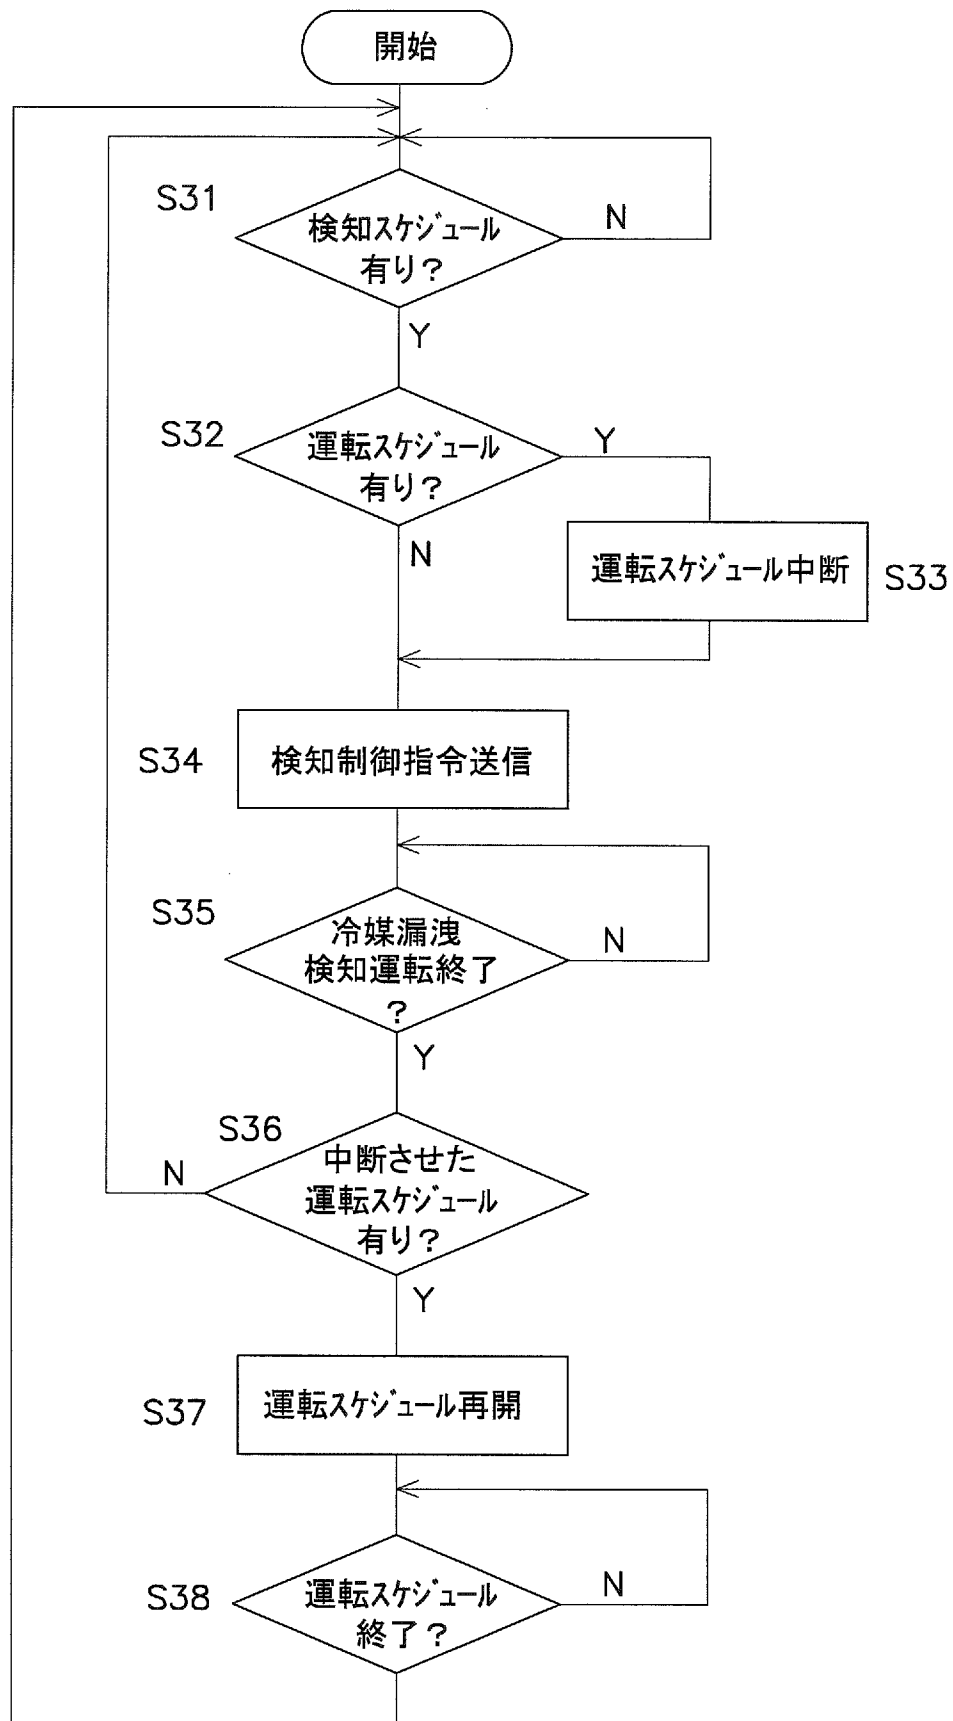 開始
S31
検知スケジュール
有り?
N
Y
S32
運転スケジュール
有り?
Y
N
運転スケジュール中断
S33
S34
検知制御指令送信
S35
冷媒漏洩
検知運転終了
?
N
Y
S36
中断させた
運転スケジュール
有り?
N
Y
S37
運転スケジュール再開
S38
運転スケジュール
終了?
N